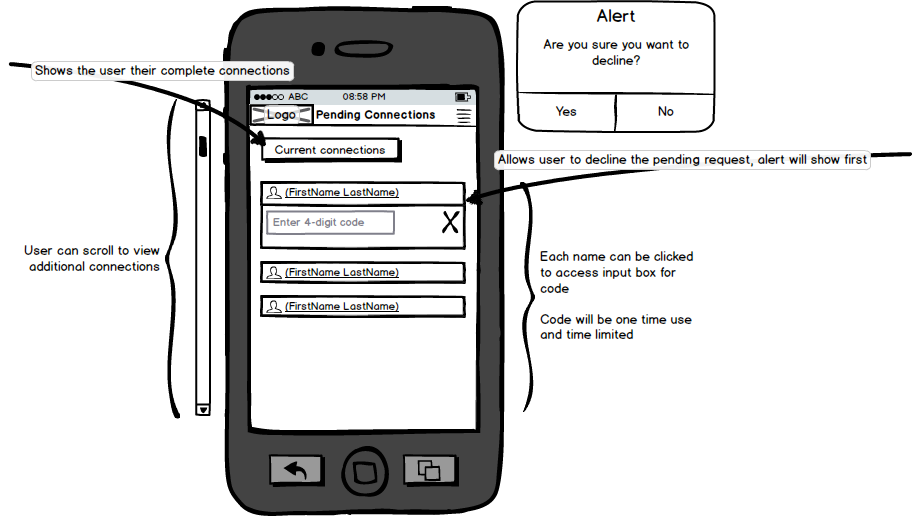 Alert
Are you sure you want to
decline?
Yes
No
Shows the user their complete connections
ABC
08:58 PM
Logo
Pending Connections
Current connections
Allows user to decline the pending request, alert will show first
(FirstName LastName)
Enter 4-digit code
X
(FirstName LastName)
(FirstName LastName)
User can scroll to view
additional connections
Each name can be clicked
to access input box for
code
Code will be one time use
and time limited